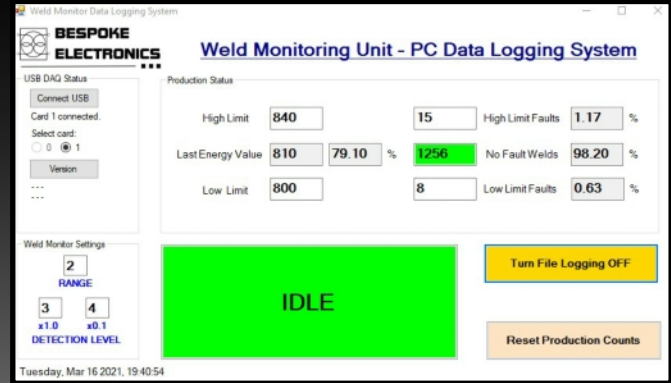 Weld Monitor Data Logging System
BESPOKE
ELECTRONICS
Weld Monitoring Unit - PC Data Logging System
USB DAQ Status
Connect USB
Card 1 connected.
Select card:
0 1
Version
---
---
Production Status
High Limit 840 15 High Limit Faults 1.17 %
Last Energy Value 810 79.10 % 1256 No Fault Welds 98.20 %
Low Limit 800 8 Low Limit Faults 0.63 %
Weld Monitor Settings
2
RANGE
3 4
x1.0 x0.1
DETECTION LEVEL
IDLE
Turn File Logging OFF
Reset Production Counts
Tuesday, Mar 16 2021, 19:40:54